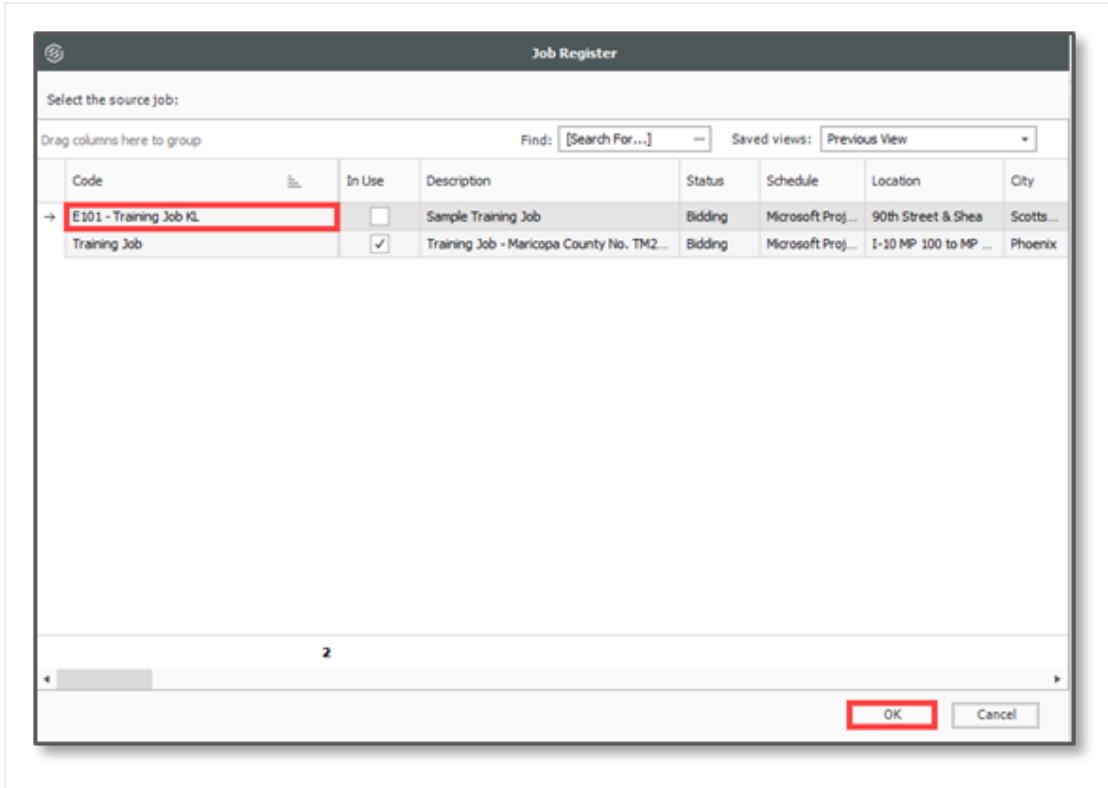 Job Register
Select the source job:
Drag columns here to group Find: [Search For...] ... Saved views: Previous View
Code In Use Description Status Schedule Location City
E101 - Training Job KL Sample Training Job Bidding Microsoft Proj... 90th Street & Shea Scotts...
Training Job Training Job - Maricopa County No. TM2... Bidding Microsoft Proj... I-10 MP 100 to MP ... Phoenix
2
OK Cancel